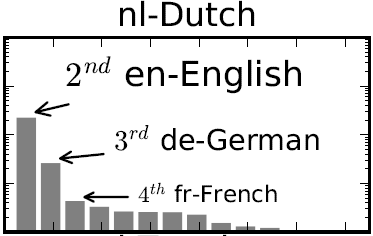 nl-Dutch
2nd en-English
3rd de-German
4th fr-French